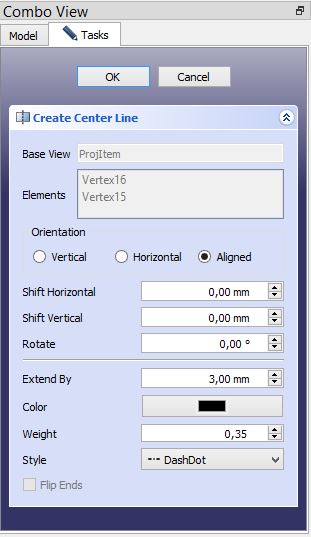 Combo View
Model Tasks
OK Cancel
Create Center Line
Base View ProjItem
Elements Vertex16
Vertex15
Orientation
Vertical Horizontal Aligned
Shift Horizontal 0,00 mm
Shift Vertical 0,00 mm
Rotate 0,00 °
Extend By 3,00 mm
Color
Weight 0,35
Style DashDot
Flip Ends